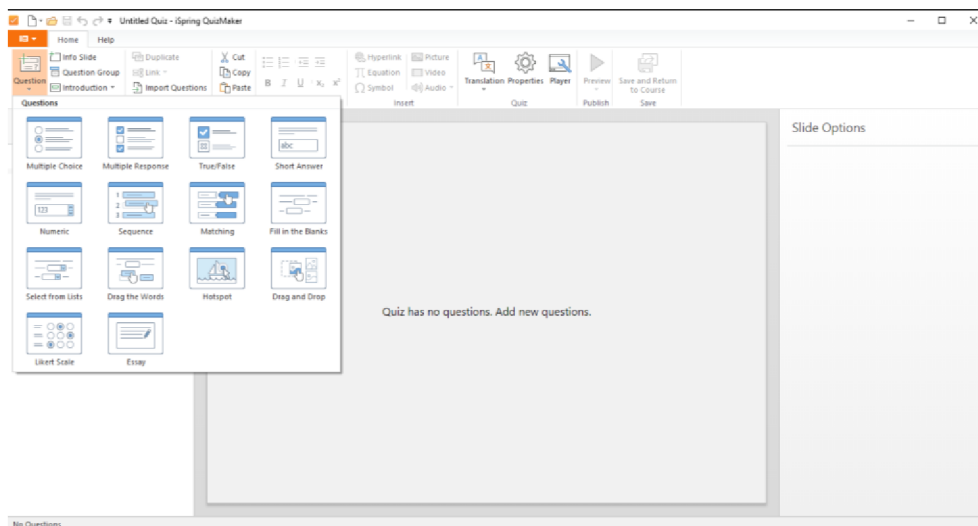 Untitled Quiz - iSpring QuizMaker
Home Help
Info Slide Duplicate Cut Hyperlink Picture
Question Group Link Copy Equation Video
Question Introduction Import Questions Paste B I U X₂ X² Symbol Audio Translation Properties Player Preview Save and Return to Course
Insert Quiz Publish Save
Questions
Slide Options
abc
Multiple Choice Multiple Response True/False Short Answer
123 1 2 3
Numeric Sequence Matching Fill in the Blanks
Select from Lists Drag the Words Hotspot Drag and Drop
Quiz has no questions. Add new questions.
Likert Scale Essay
No Questions